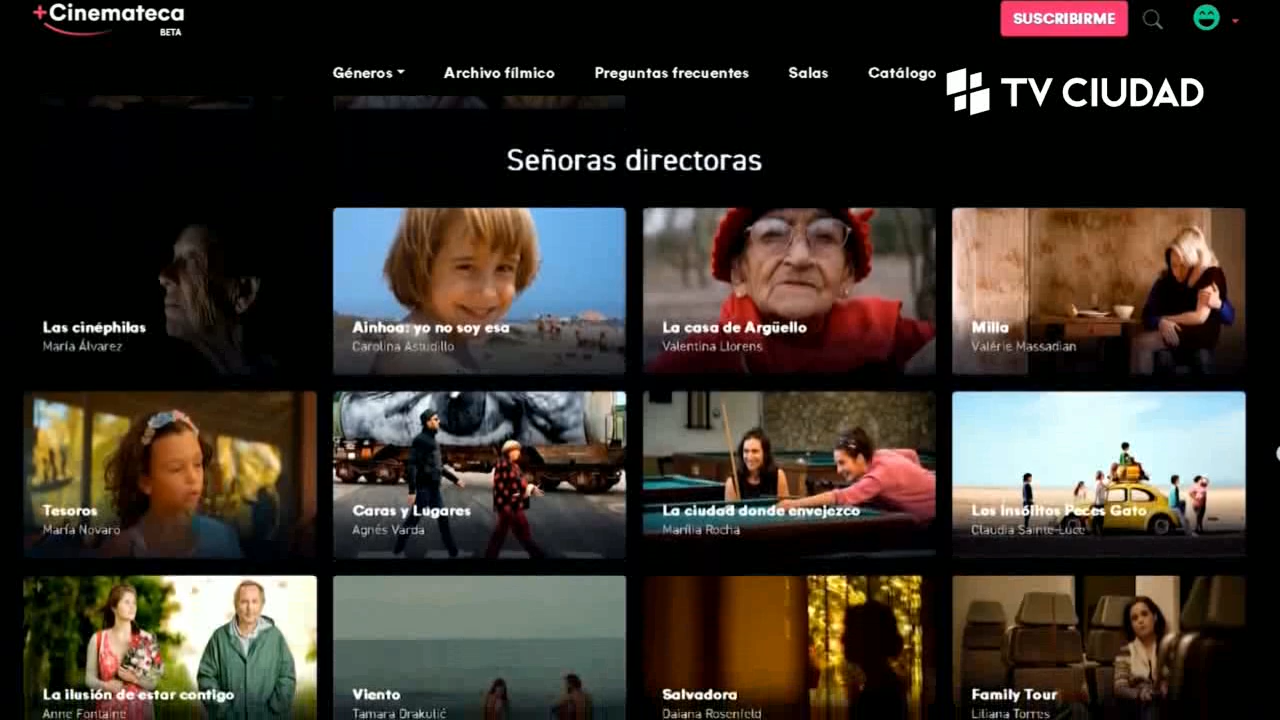 +Cinemateca
BETA
SUSCRIBIRME
Géneros
Archivo fílmico
Preguntas frecuentes
Salas
Catálogo
TV CIUDAD
Señoras directoras
Las cinéphilas
María Álvarez
Ainhoa: yo no soy esa
Carolina Astudillo
La casa de Argüello
Valentina Llorens
Milla
Valérie Massadian
Tesoros
María Novaro
Caras y Lugares
Agnés Varda
La ciudad donde envejezco
Marília Rocha
Los Insólitos Peces Gato
Claudia Sainte-Luce
La ilusión de estar contigo
Anne Fontaine
Viento
Tamara Drakulić
Salvadora
Daiana Rosenfeld
Family Tour
Liliana Torres